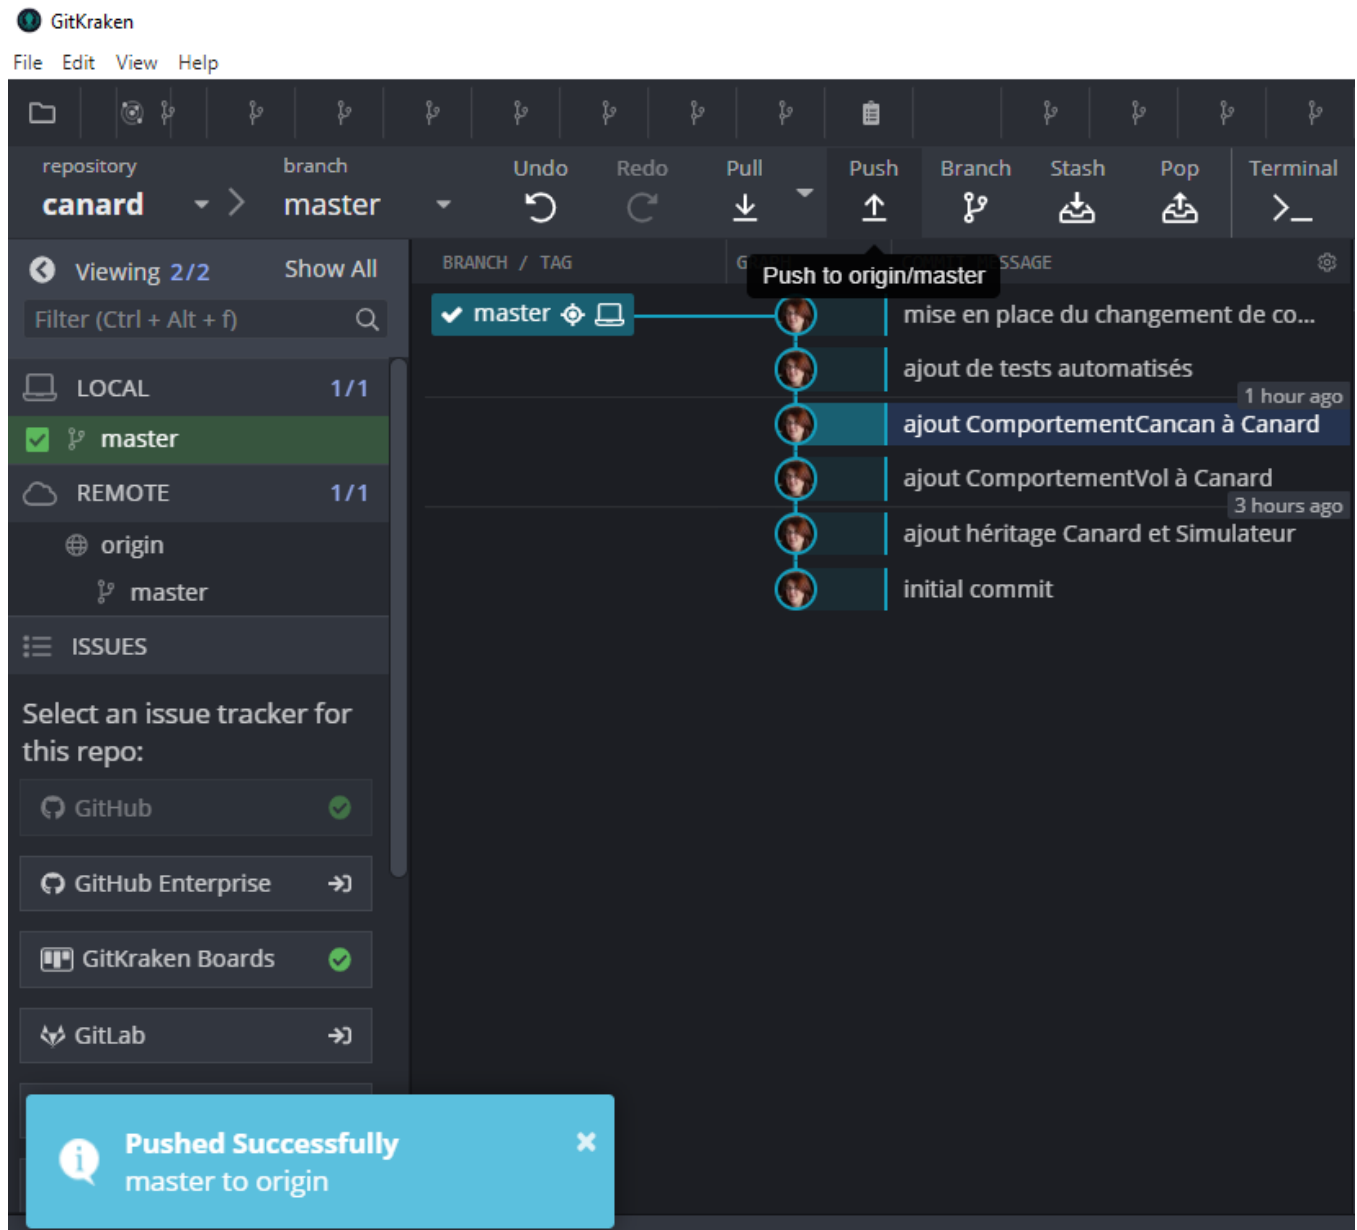 GitKraken
File Edit View Help
repository branch Undo Redo Pull Push Branch Stash Pop Terminal
canard master
Viewing 2/2 Show All
BRANCH / TAG
Push to origin/master
Filter (Ctrl + Alt + f)
master mise en place du changement de co...
ajout de tests automatisés
LOCAL 1/1
1 hour ago
ajout ComportementCancan à Canard
master
ajout ComportementVol à Canard
REMOTE 1/1
3 hours ago
ajout héritage Canard et Simulateur
origin
initial commit
master
ISSUES
Select an issue tracker for
this repo:
GitHub
GitHub Enterprise
GitKraken Boards
GitLab
Pushed Successfully
master to origin